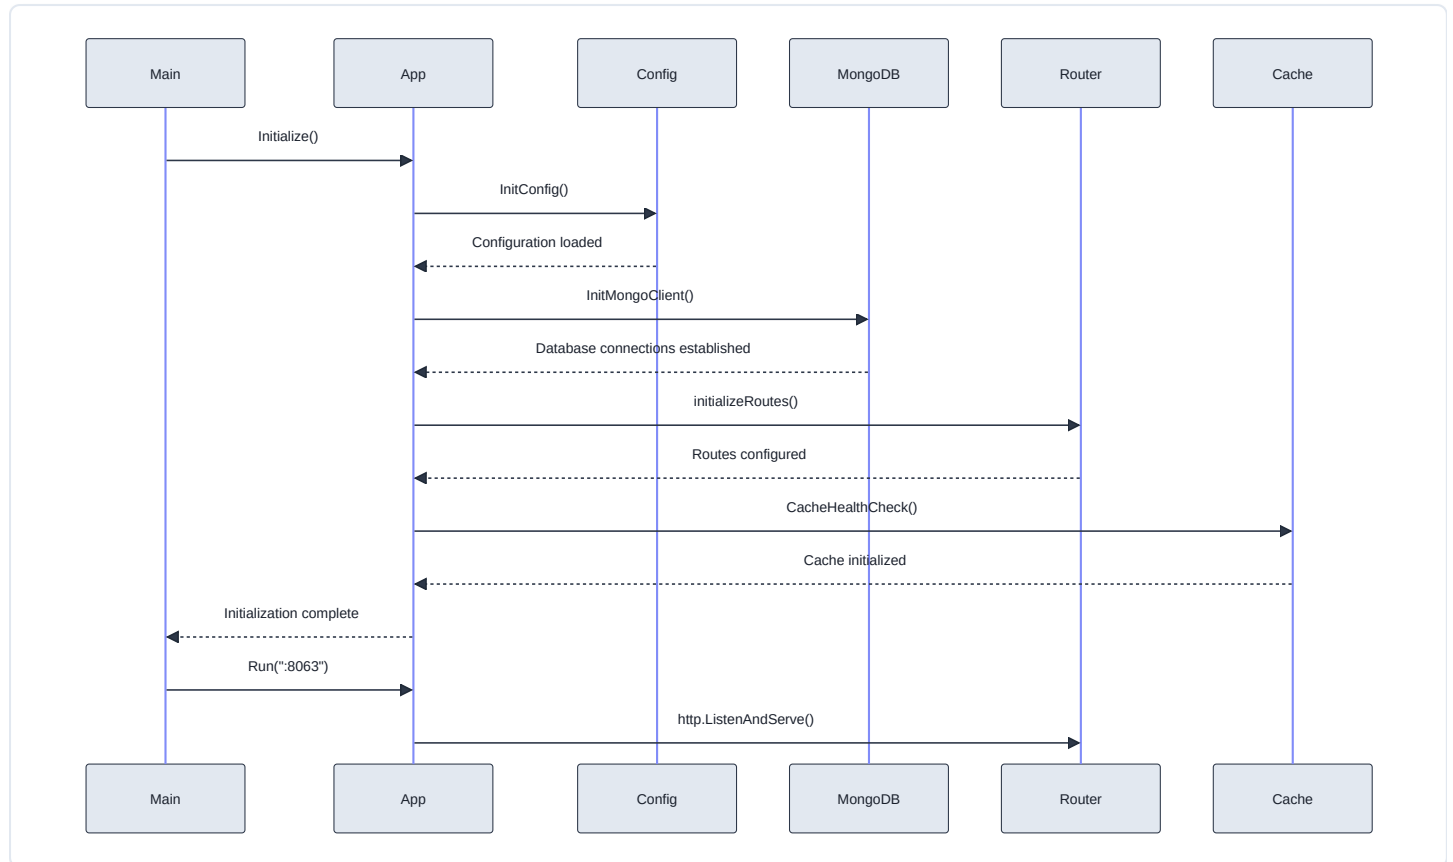 Main
App
Config
MongoDB
Router
Cache
Initialize()
InitConfig()
Configuration loaded
InitMongoClient()
Database connections established
initializeRoutes()
Routes configured
CacheHealthCheck()
Cache initialized
Initialization complete
Run(":8063")
http.ListenAndServe()
Main
App
Config
MongoDB
Router
Cache